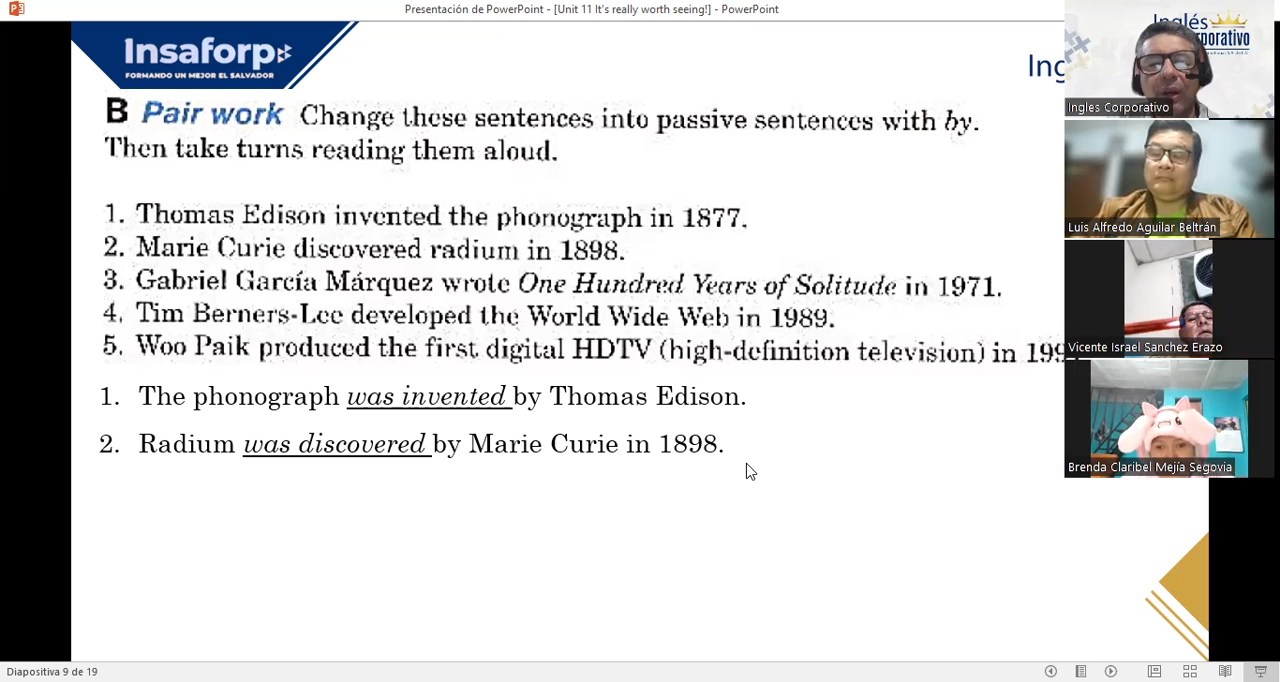 Presentación de PowerPoint - [Unit 11 It's really worth seeing!] - PowerPoint
Insaforp
FORMANDO UN MEJOR EL SALVADOR
Inglés
Corporativo
B Pair work Change these sentences into passive sentences with by.
Then take turns reading them aloud.
1. Thomas Edison invented the phonograph in 1877.
2. Marie Curie discovered radium in 1898.
3. Gabriel García Márquez wrote One Hundred Years of Solitude in 1971.
4. Tim Berners-Lee developed the World Wide Web in 1989.
5. Woo Paik produced the first digital HDTV (high-definition television) in 199
1. The phonograph was invented by Thomas Edison.
2. Radium was discovered by Marie Curie in 1898.
Ingles Corporativo
Luis Alfredo Aguilar Beltrán
Vicente Israel Sanchez Erazo
Brenda Claribel Mejía Segovia
Diapositiva 9 de 19